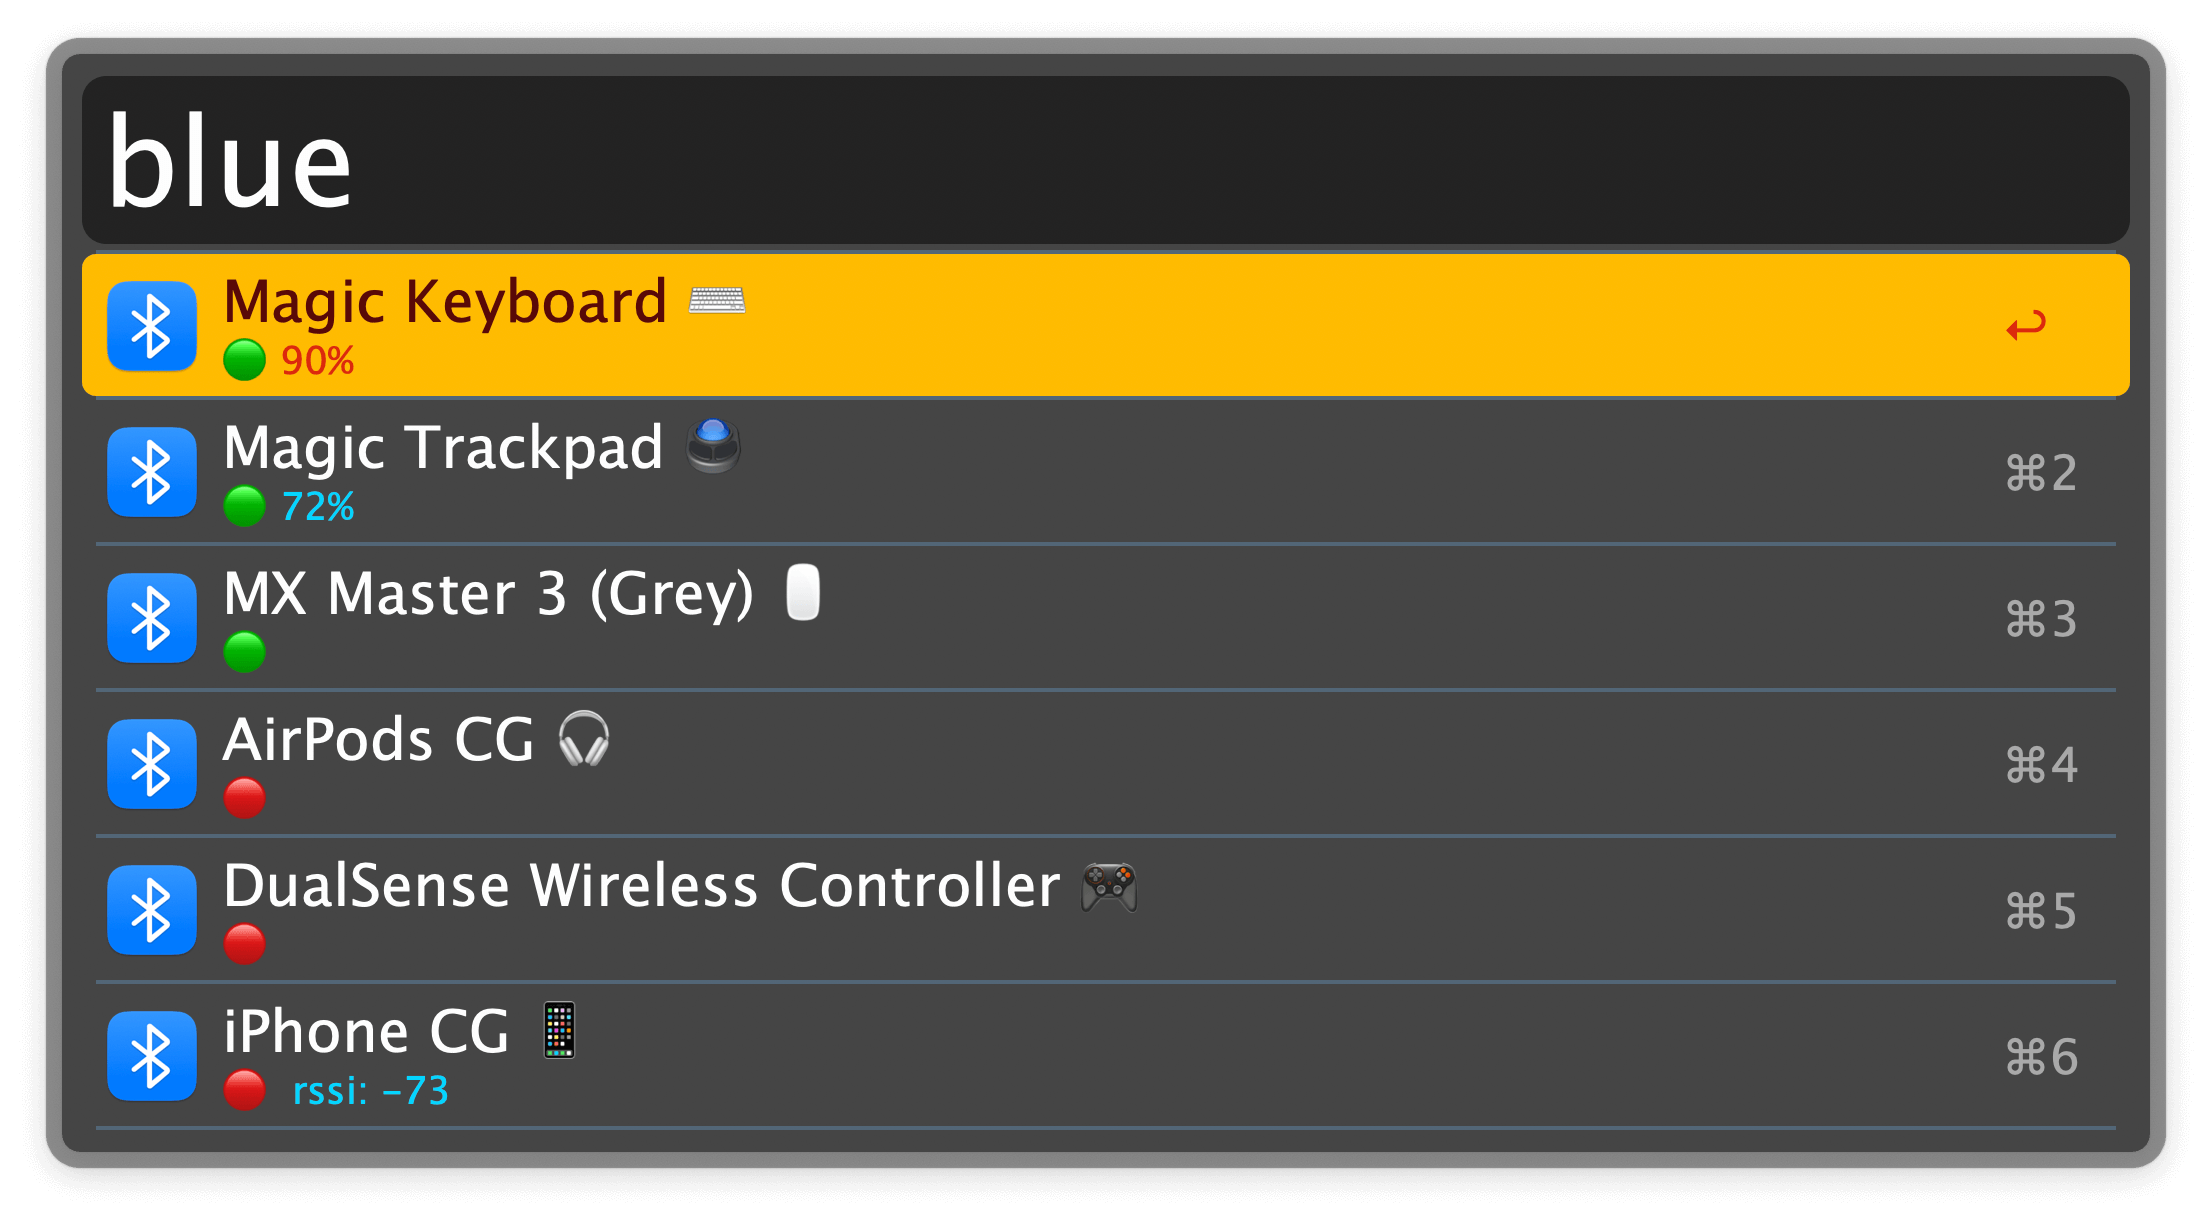 blue
Magic Keyboard ⌨️
🟢 90%
↩
Magic Trackpad 🖲️
🟢 72%
⌘2
MX Master 3 (Grey) 🖱️
🟢
⌘3
AirPods CG 🎧
🔴
⌘4
DualSense Wireless Controller 🎮
🔴
⌘5
iPhone CG 📱
🔴 rssi: -73
⌘6